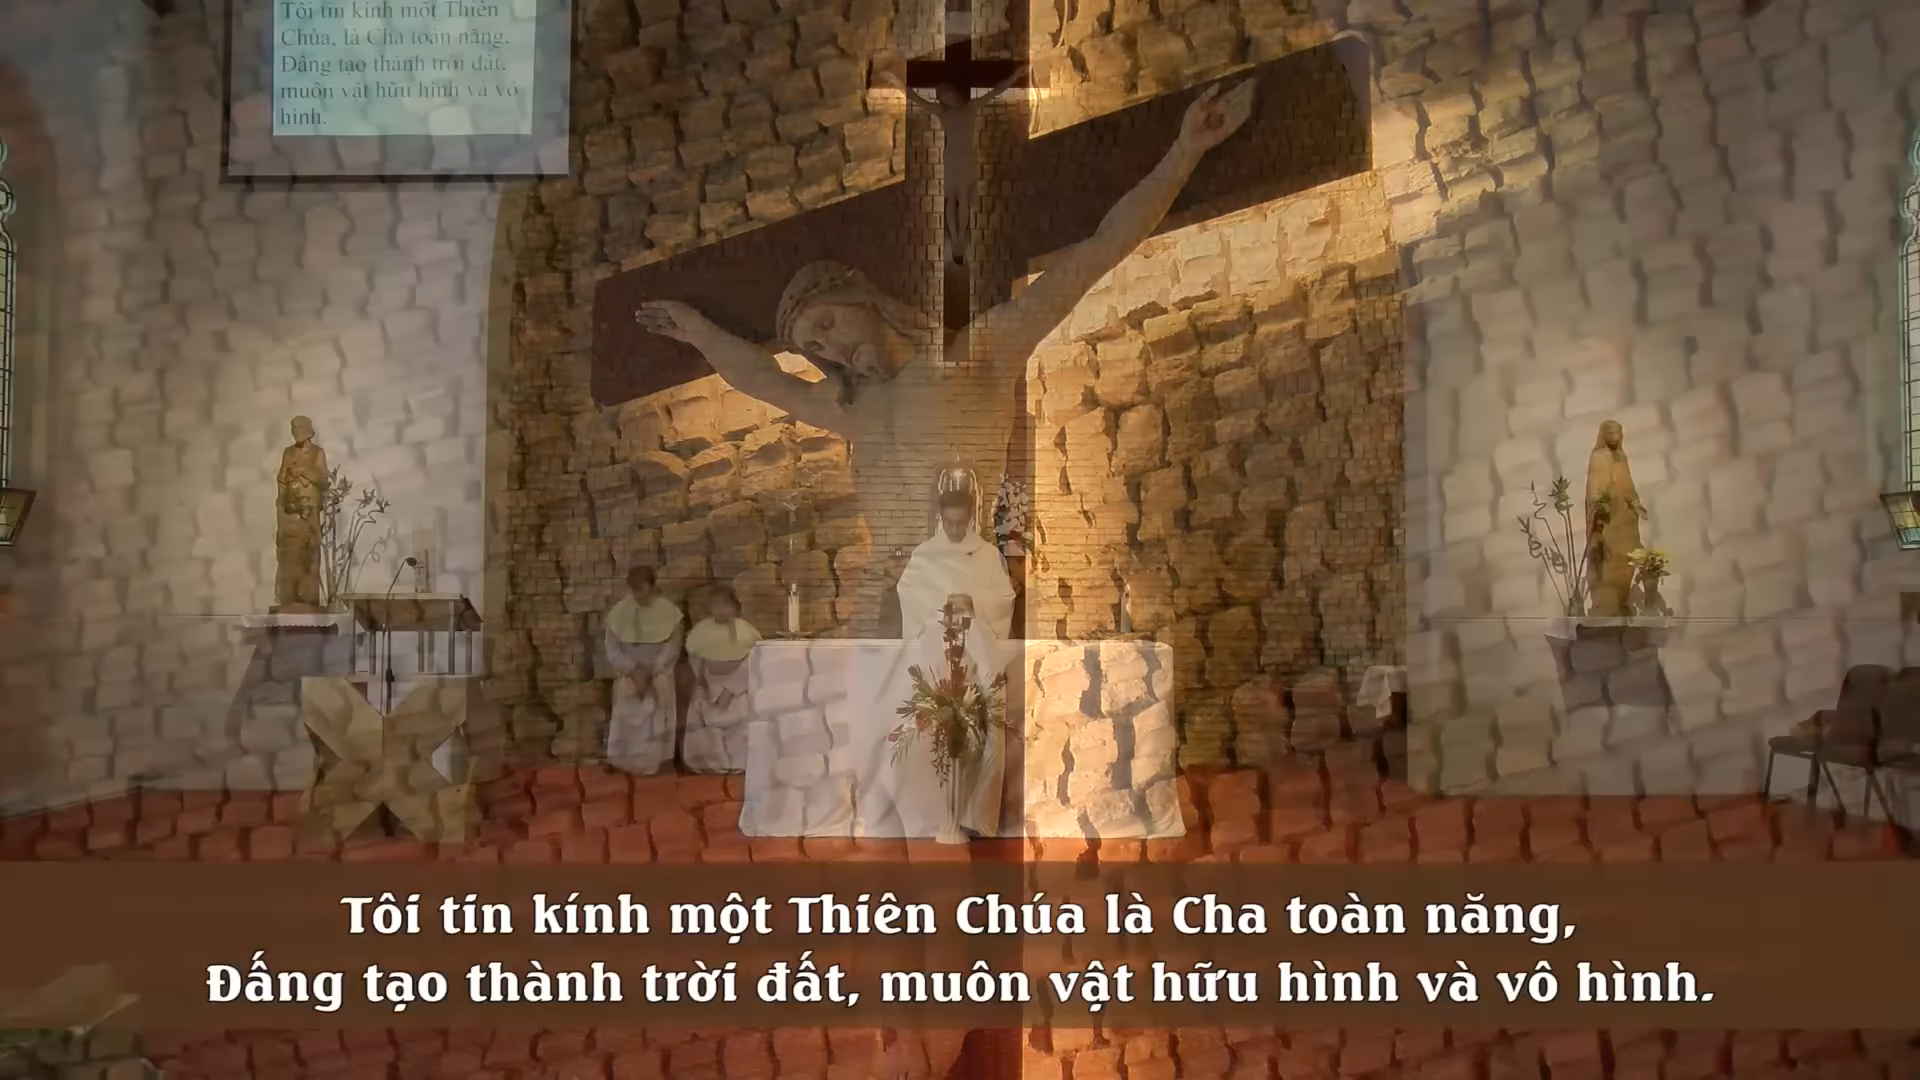 Tôi tin kính một Thiên
Chúa, là Cha toàn năng.
Đấng tạo thành trời đất.
muôn vật hữu hình và vô
hình.
Tôi tin kính một Thiên Chúa là Cha toàn năng,
Đấng tạo thành trời đất, muôn vật hữu hình và vô hình.